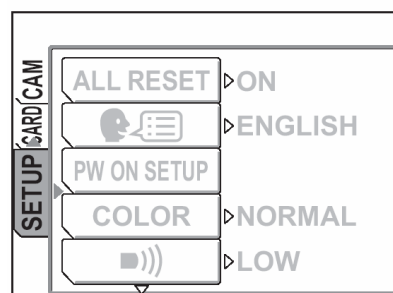 CAM
CARD
SETUP
ALL RESET
ON
ENGLISH
PW ON SETUP
COLOR
NORMAL
LOW